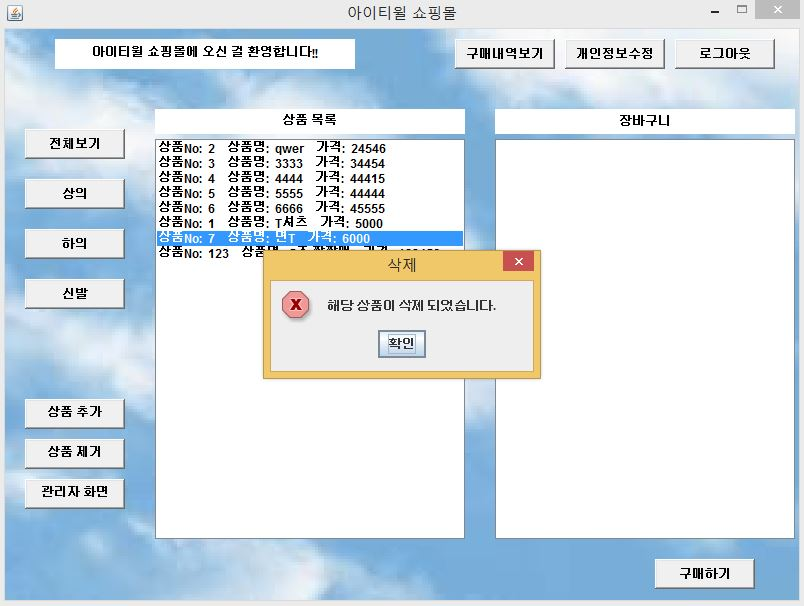 아이티윌 쇼핑몰
아이티윌 쇼핑몰에 오신 걸 환영합니다!!
구매내역보기
개인정보수정
로그아웃
상품 목록
장바구니
전체보기
상의
하의
신발
상품No: 2 상품명: qwer 가격: 24546
상품No: 3 상품명: 3333 가격: 34454
상품No: 4 상품명: 4444 가격: 44415
상품No: 5 상품명: 5555 가격: 44444
상품No: 6 상품명: 6666 가격: 45555
상품No: 1 상품명: T셔츠 가격: 5000
상품No: 7 상품명: 면T 가격: 6000
상품No: 123
삭제
해당 상품이 삭제 되었습니다.
확인
상품 추가
상품 제거
관리자 화면
구매하기